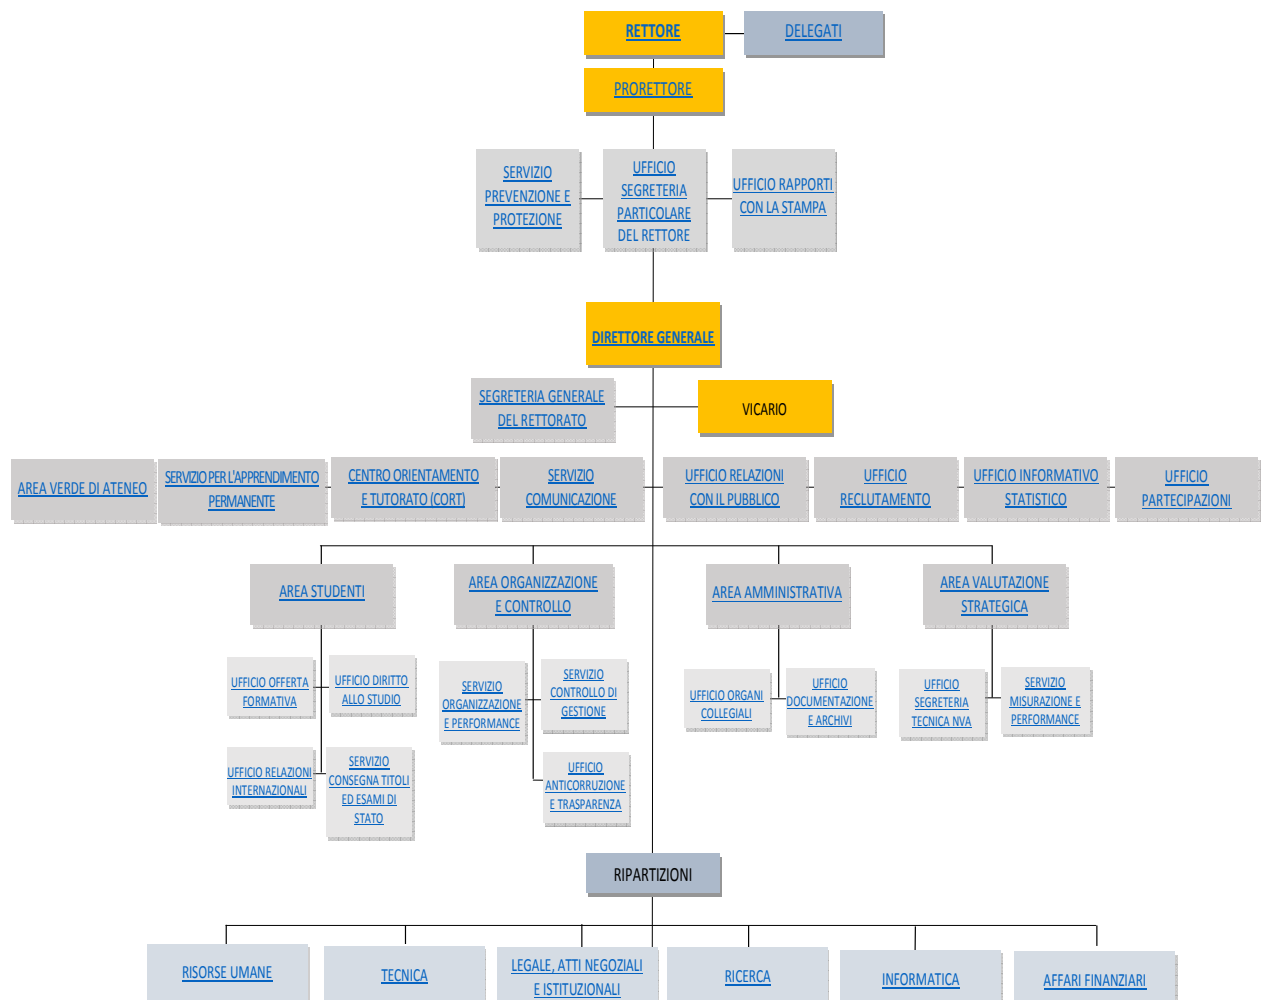 RETTORE
DELEGATI
PRORETTORE
SERVIZIO
PREVENZIONE E
PROTEZIONE
UFFICIO
SEGRETERIA
PARTICOLARE
DEL RETTORE
UFFICIO RAPPORTI
CON LA STAMPA
DIRETTORE GENERALE
SEGRETERIA GENERALE
DEL RETTORATO
VICARIO
AREA VERDE DI ATENEO
SERVIZIO PER L'APPRENDIMENTO
PERMANENTE
CENTRO ORIENTAMENTO
E TUTORATO (CORT)
SERVIZIO
COMUNICAZIONE
UFFICIO RELAZIONI
CON IL PUBBLICO
UFFICIO
RECLUTAMENTO
UFFICIO INFORMATIVO
STATISTICO
UFFICIO
PARTECIPAZIONI
AREA STUDENTI
AREA ORGANIZZAZIONE
E CONTROLLO
AREA AMMINISTRATIVA
AREA VALUTAZIONE
STRATEGICA
UFFICIO OFFERTA
FORMATIVA
UFFICIO DIRITTO
ALLO STUDIO
SERVIZIO
ORGANIZZAZIONE
E PERFORMANCE
SERVIZIO
CONTROLLO DI
GESTIONE
UFFICIO ORGANI
COLLEGIALI
UFFICIO
DOCUMENTAZIONE
E ARCHIVI
UFFICIO
SEGRETERIA
TECNICA NVA
SERVIZIO
MISURAZIONE E
PERFORMANCE
UFFICIO RELAZIONI
INTERNAZIONALI
SERVIZIO
CONSEGNA TITOLI
ED ESAMI DI
STATO
UFFICIO
ANTICORRUZIONE
E TRASPARENZA
RIPARTIZIONI
RISORSE UMANE
TECNICA
LEGALE, ATTI NEGOZIALI
E ISTITUZIONALI
RICERCA
INFORMATICA
AFFARI FINANZIARI